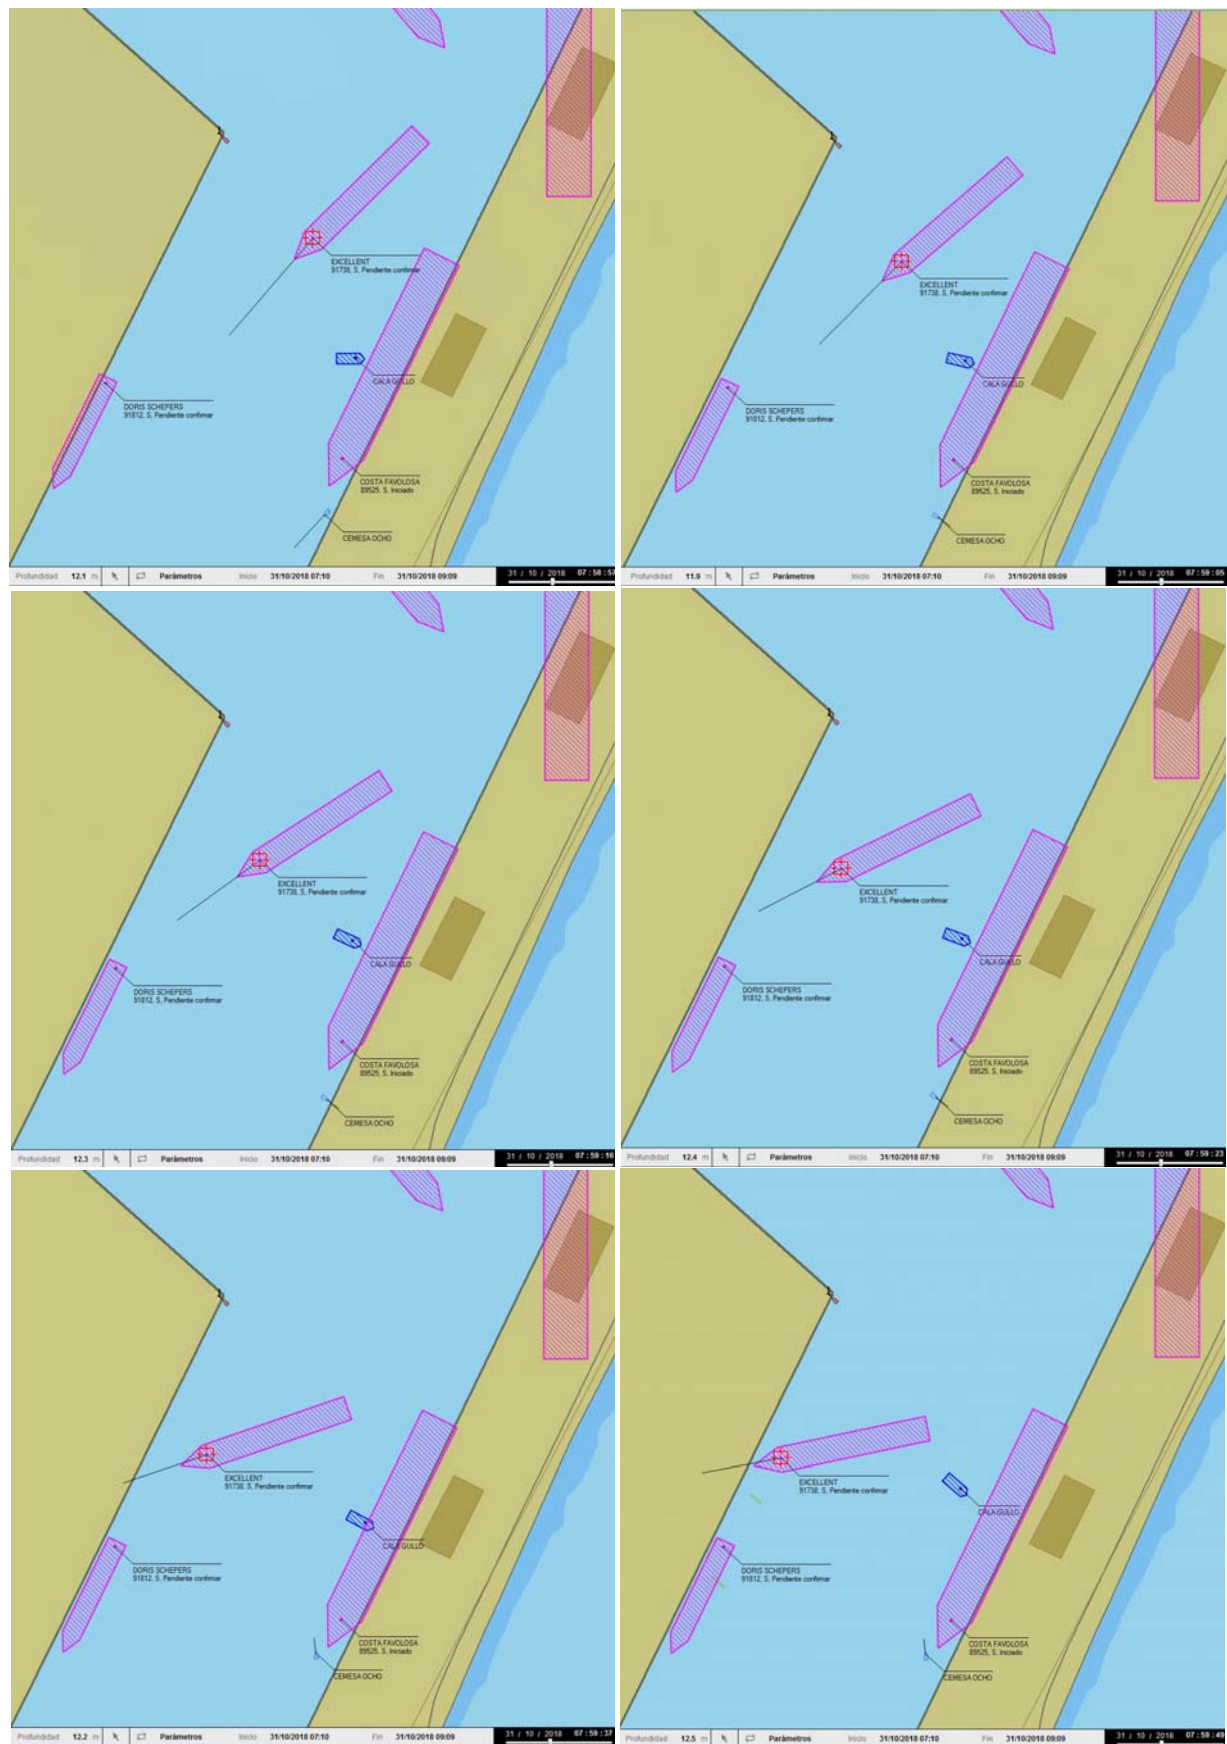 1
EXCELLENT
91738, S, Pendiente confirmar
CALA GULLO
DORIS SCHEPERS
91812, S, Pendiente confirmar
COSTA FAVOLOSA
89525, S, Iniciado
CEMESA OCHO
Profundidad 12.1 m Parámetros Inicio 31/10/2018 07:10 Fin 31/10/2018 09:09 31 / 10 / 2018 07:58:57
1
EXCELLENT
91738, S, Pendiente confirmar
CALA GULLO
DORIS SCHEPERS
91812, S, Pendiente confirmar
COSTA FAVOLOSA
89525, S, Iniciado
CEMESA OCHO
Profundidad 11.9 m Parámetros Inicio 31/10/2018 07:10 Fin 31/10/2018 09:09 31 / 10 / 2018 07:59:05
1
EXCELLENT
91738, S, Pendiente confirmar
CALA GULLO
DORIS SCHEPERS
91812, S, Pendiente confirmar
COSTA FAVOLOSA
89525, S, Iniciado
CEMESA OCHO
Profundidad 12.3 m Parámetros Inicio 31/10/2018 07:10 Fin 31/10/2018 09:09 31 / 10 / 2018 07:59:16
1
EXCELLENT
91738, S, Pendiente confirmar
CALA GULLO
DORIS SCHEPERS
91812, S, Pendiente confirmar
COSTA FAVOLOSA
89525, S, Iniciado
CEMESA OCHO
Profundidad 12.4 m Parámetros Inicio 31/10/2018 07:10 Fin 31/10/2018 09:09 31 / 10 / 2018 07:59:23
1
EXCELLENT
91738, S, Pendiente confirmar
CALA GULLO
DORIS SCHEPERS
91812, S, Pendiente confirmar
COSTA FAVOLOSA
89525, S, Iniciado
CEMESA OCHO
Profundidad 12.2 m Parámetros Inicio 31/10/2018 07:10 Fin 31/10/2018 09:09 31 / 10 / 2018 07:59:37
1
EXCELLENT
91738, S, Pendiente confirmar
CALA GULLO
DORIS SCHEPERS
91812, S, Pendiente confirmar
COSTA FAVOLOSA
89525, S, Iniciado
CEMESA OCHO
Profundidad 12.5 m Parámetros Inicio 31/10/2018 07:10 Fin 31/10/2018 09:09 31 / 10 / 2018 07:59:49